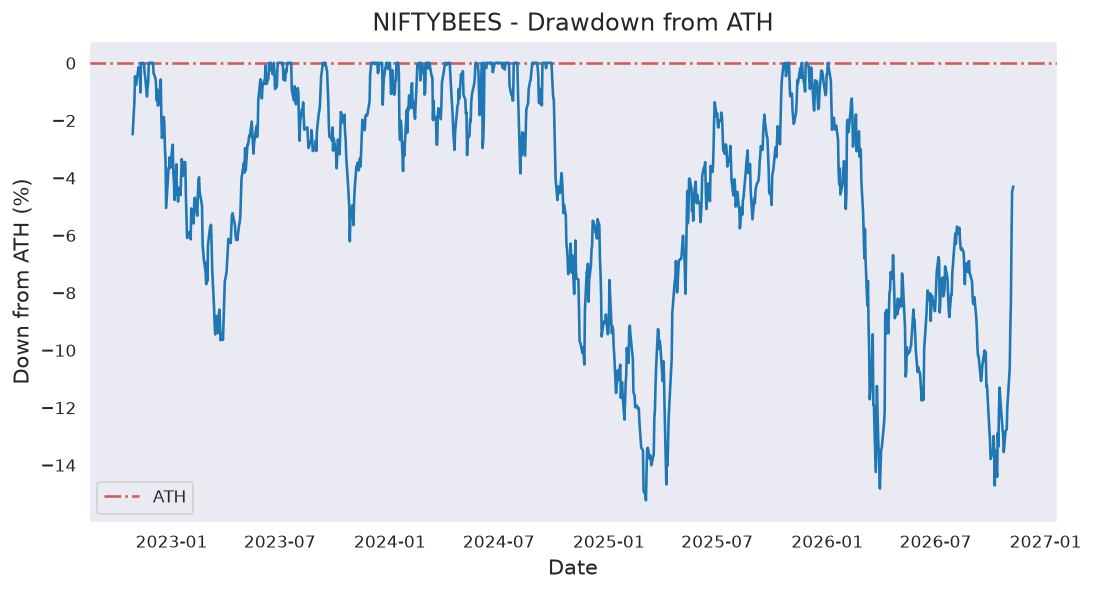 NIFTYBEES - Drawdown from ATH
Down from ATH (%)
0
−2
−4
−6
−8
−10
−12
−14
ATH
2023-01 2023-07 2024-01 2024-07 2025-01 2025-07 2026-01 2026-07 2027-01
Date